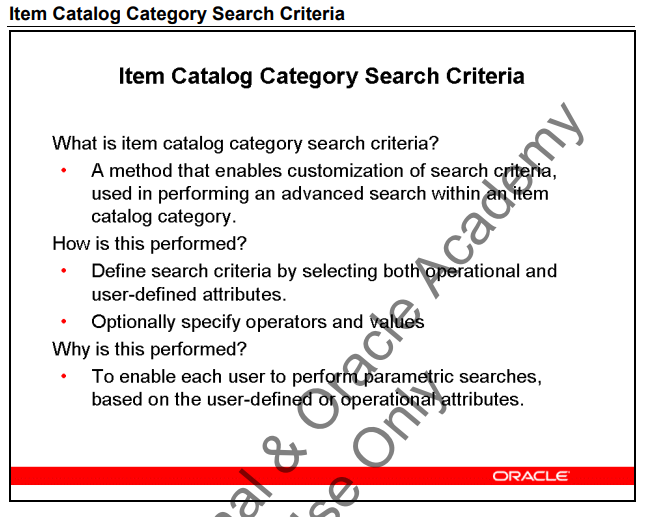 Item Catalog Category Search Criteria
Item Catalog Category Search Criteria
What is item catalog category search criteria?
• A method that enables customization of search criteria,
used in performing an advanced search within an item
catalog category.
How is this performed?
• Define search criteria by selecting both operational and
user-defined attributes.
• Optionally specify operators and values
Why is this performed?
• To enable each user to perform parametric searches,
based on the user-defined or operational attributes.
& Oracle Academy
Only
ORACLE